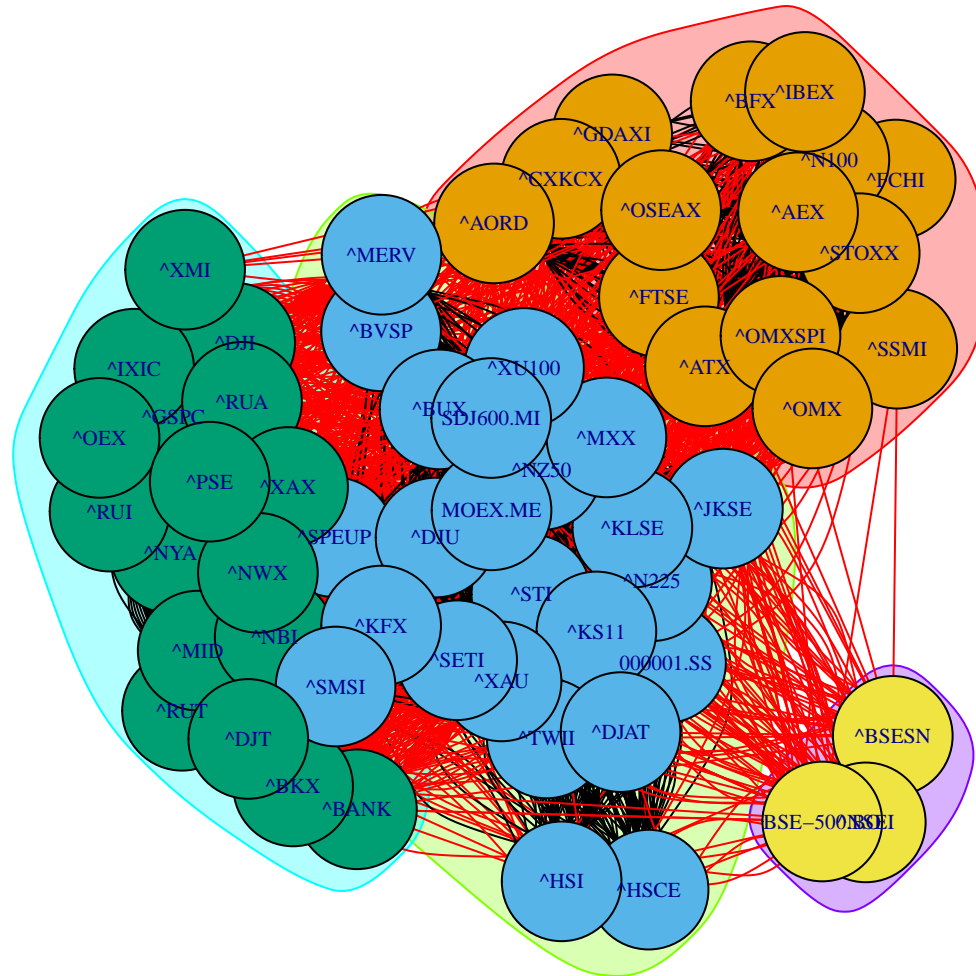 ^IBEX
^BFX
^GDAXI
^N100
^CXKCX
^FCHI
^OSEAX
^AEX
^AORD
^STOXX
^MERV
^XMI
^FTSE
^BVSP
^DJI
^OMXSPI
^SSMI
^IXIC
^XU100
^ATX
^RUA
^OMX
^GSPC
^BUX
SDJ600.MI
^OEX
^MXX
^NZ50
^PSE
^XAX
^RUI
MOEX.ME
^JKSE
^SPEUP
^DJU
^KLSE
^NYA
^NWX
^N225
^STI
^KFX
^KS11
^NBI
^MID
^SETI
000001.SS
^XAU
^SMSI
^RUT
^DJT
^TWII
^DJAT
^BSESN
^BKX
^BANK
BSE-500
^HSI
^HSCE